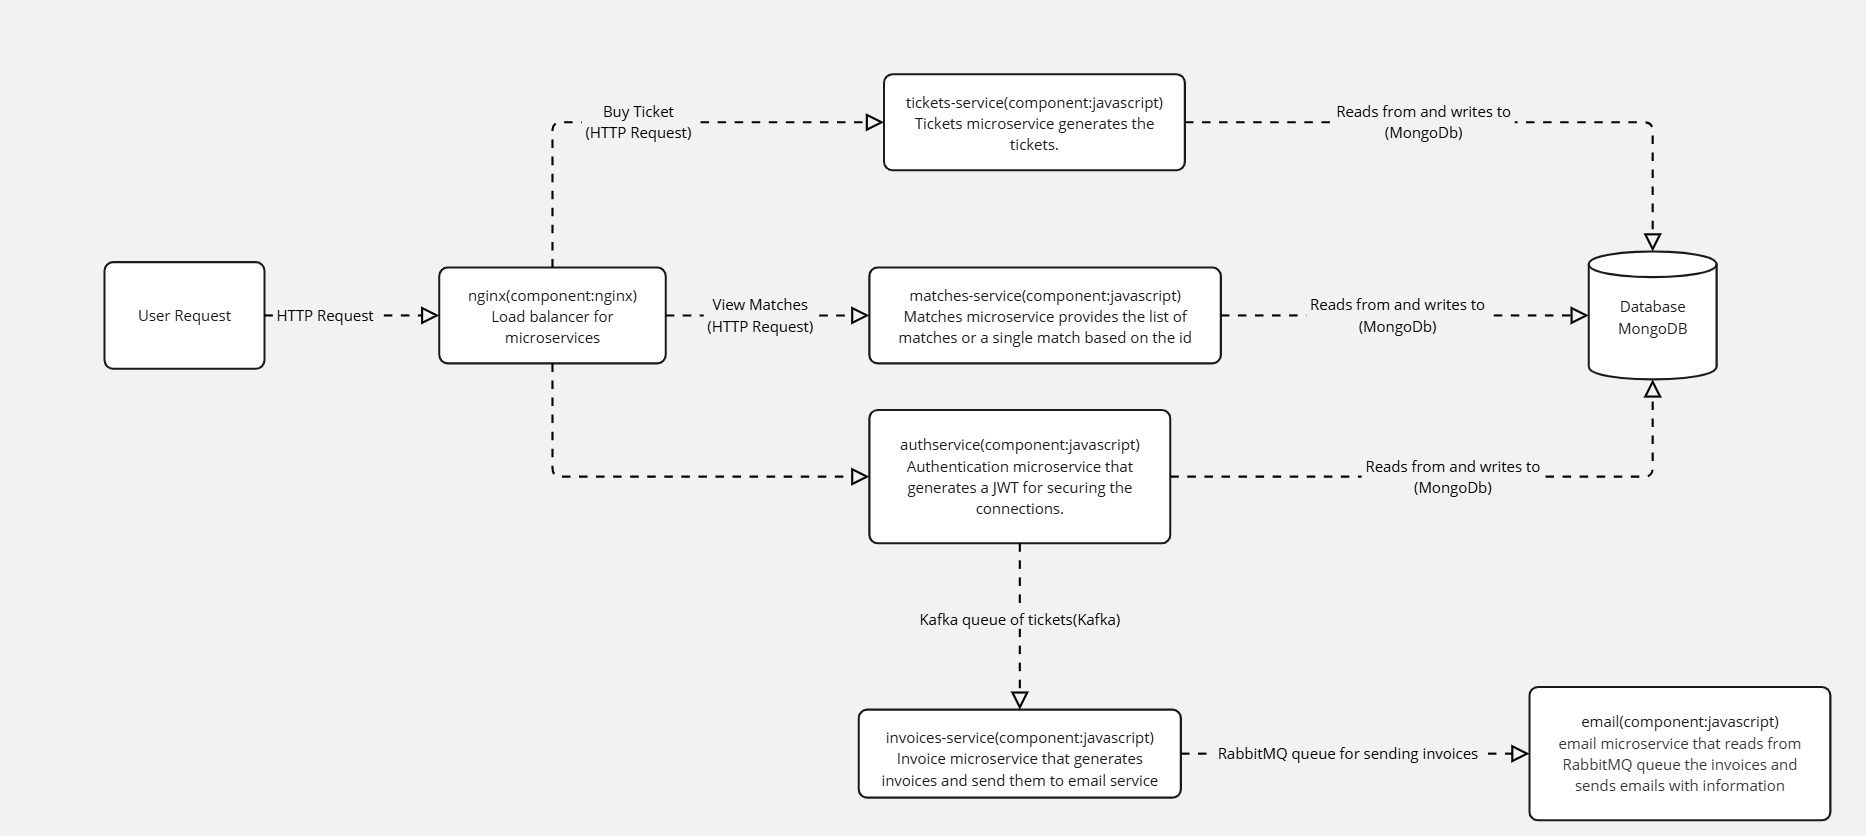 Buy Ticket
(HTTP Request)
tickets-service(component:javascript)
Tickets microservice generates the
tickets.
Reads from and writes to
(MongoDb)
User Request
HTTP Request
nginx(component:nginx)
Load balancer for
microservices
View Matches
(HTTP Request)
matches-service(component:javascript)
Matches microservice provides the list of
matches or a single match based on the id
Reads from and writes to
(MongoDb)
Database
MongoDB
authservice(component:javascript)
Authentication microservice that
generates a JWT for securing the
connections.
Reads from and writes to
(MongoDb)
Kafka queue of tickets(Kafka)
invoices-service(component:javascript)
Invoice microservice that generates
invoices and send them to email service
RabbitMQ queue for sending invoices
email(component:javascript)
email microservice that reads from
RabbitMQ queue the invoices and
sends emails with information